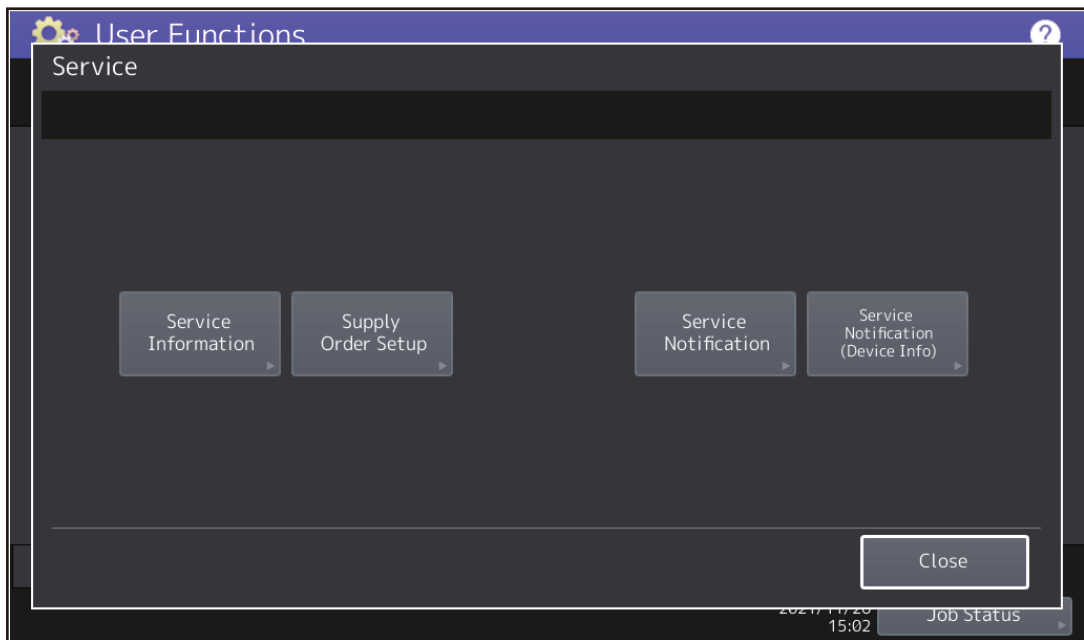 User Functions
?
Service
Service
Information
Supply
Order Setup
Service
Notification
Service
Notification
(Device Info)
Close
15:02
Job Status